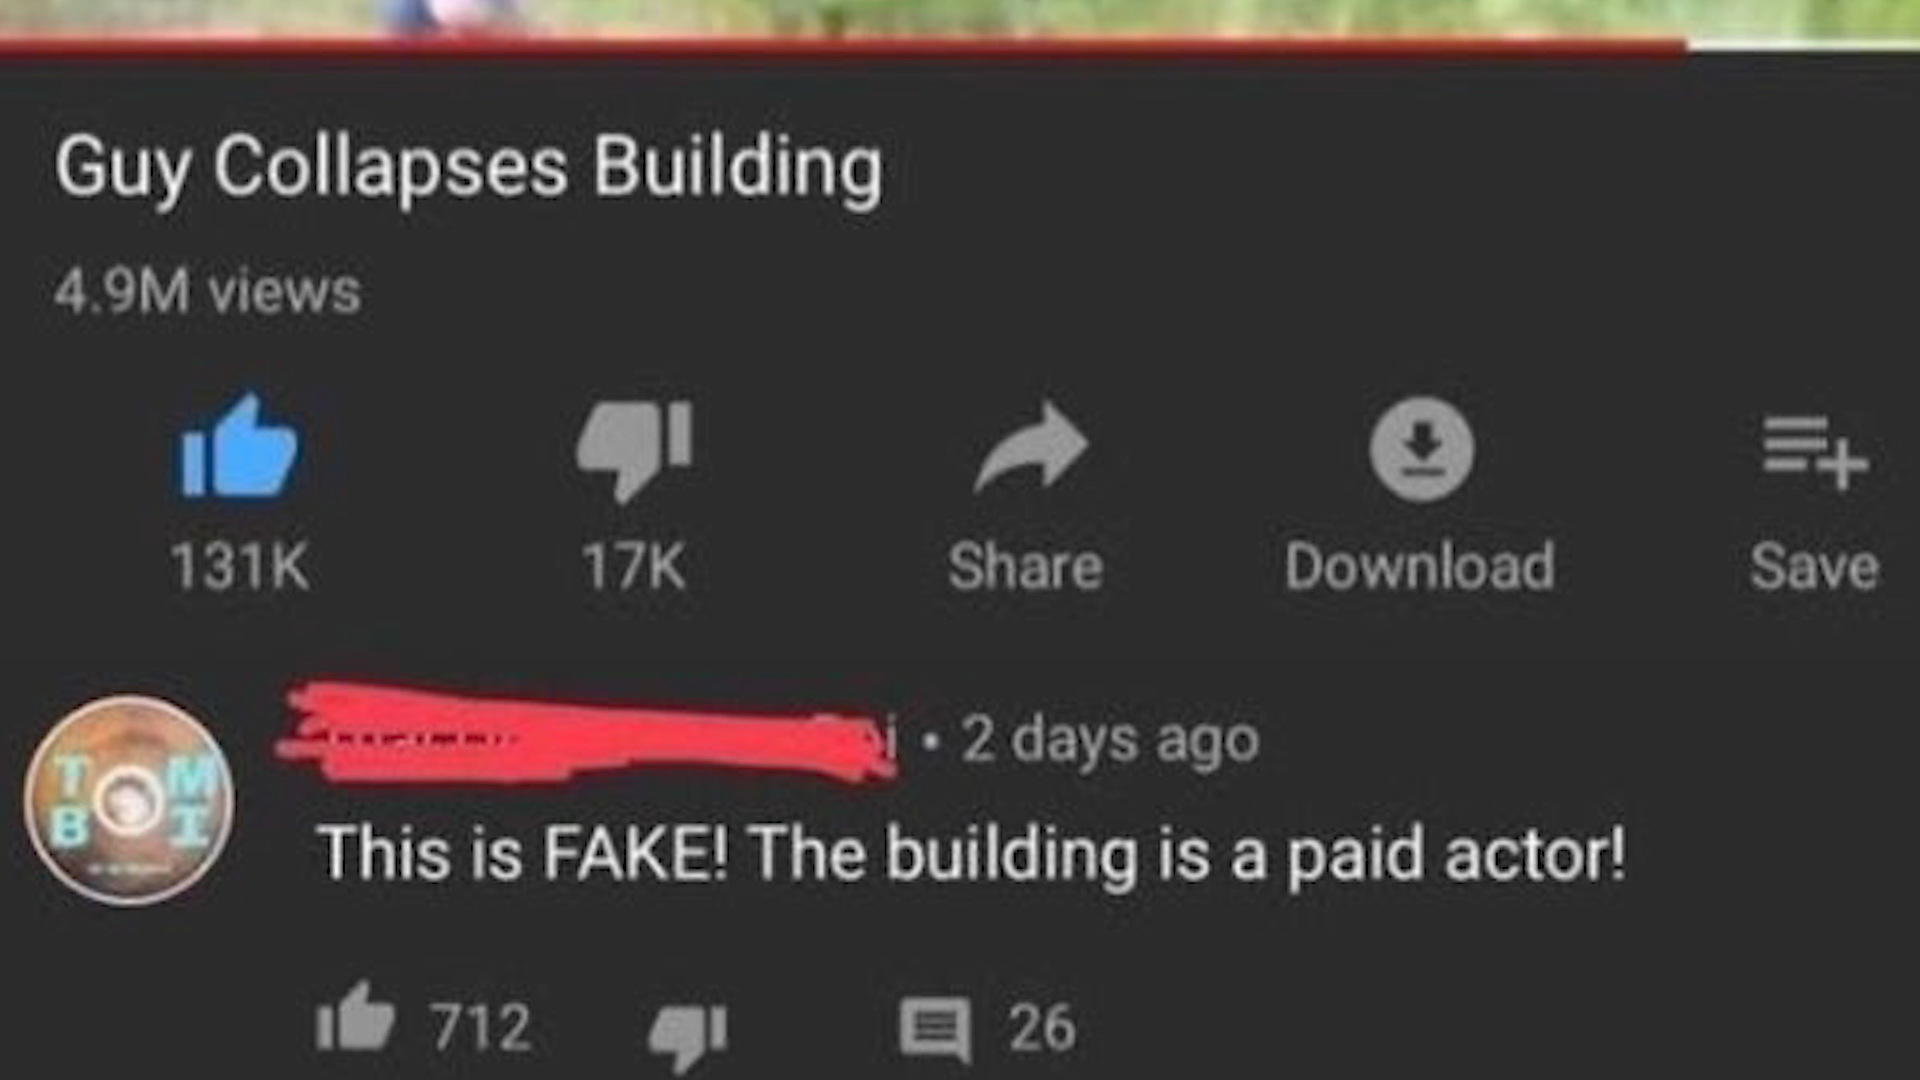 Guy Collapses Building
4.9M views
131K
17K
Share
Download
Save
• 2 days ago
This is FAKE! The building is a paid actor!
712
26